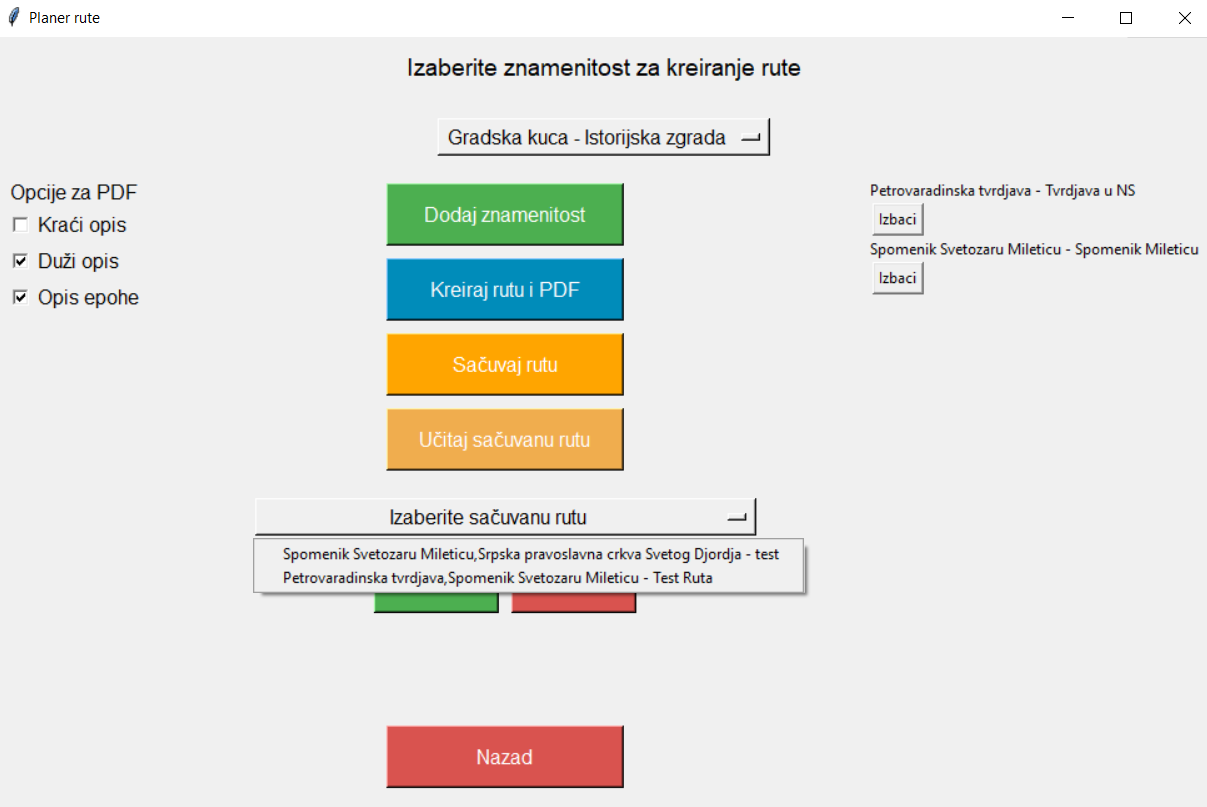 Planer rute
Izaberite znamenitost za kreiranje rute
Gradska kuca - Istorijska zgrada
Opcije za PDF
Kraći opis
Duži opis
Opis epohe
Dodaj znamenitost
Kreiraj rutu i PDF
Sačuvaj rutu
Učitaj sačuvanu rutu
Petrovaradinska tvrdjava - Tvrdjava u NS
Izbaci
Spomenik Svetozaru Mileticu - Spomenik Mileticu
Izbaci
Izaberite sačuvanu rutu
Spomenik Svetozaru Mileticu,Srpska pravoslavna crkva Svetog Djordja - test
Petrovaradinska tvrdjava,Spomenik Svetozaru Mileticu - Test Ruta
Nazad